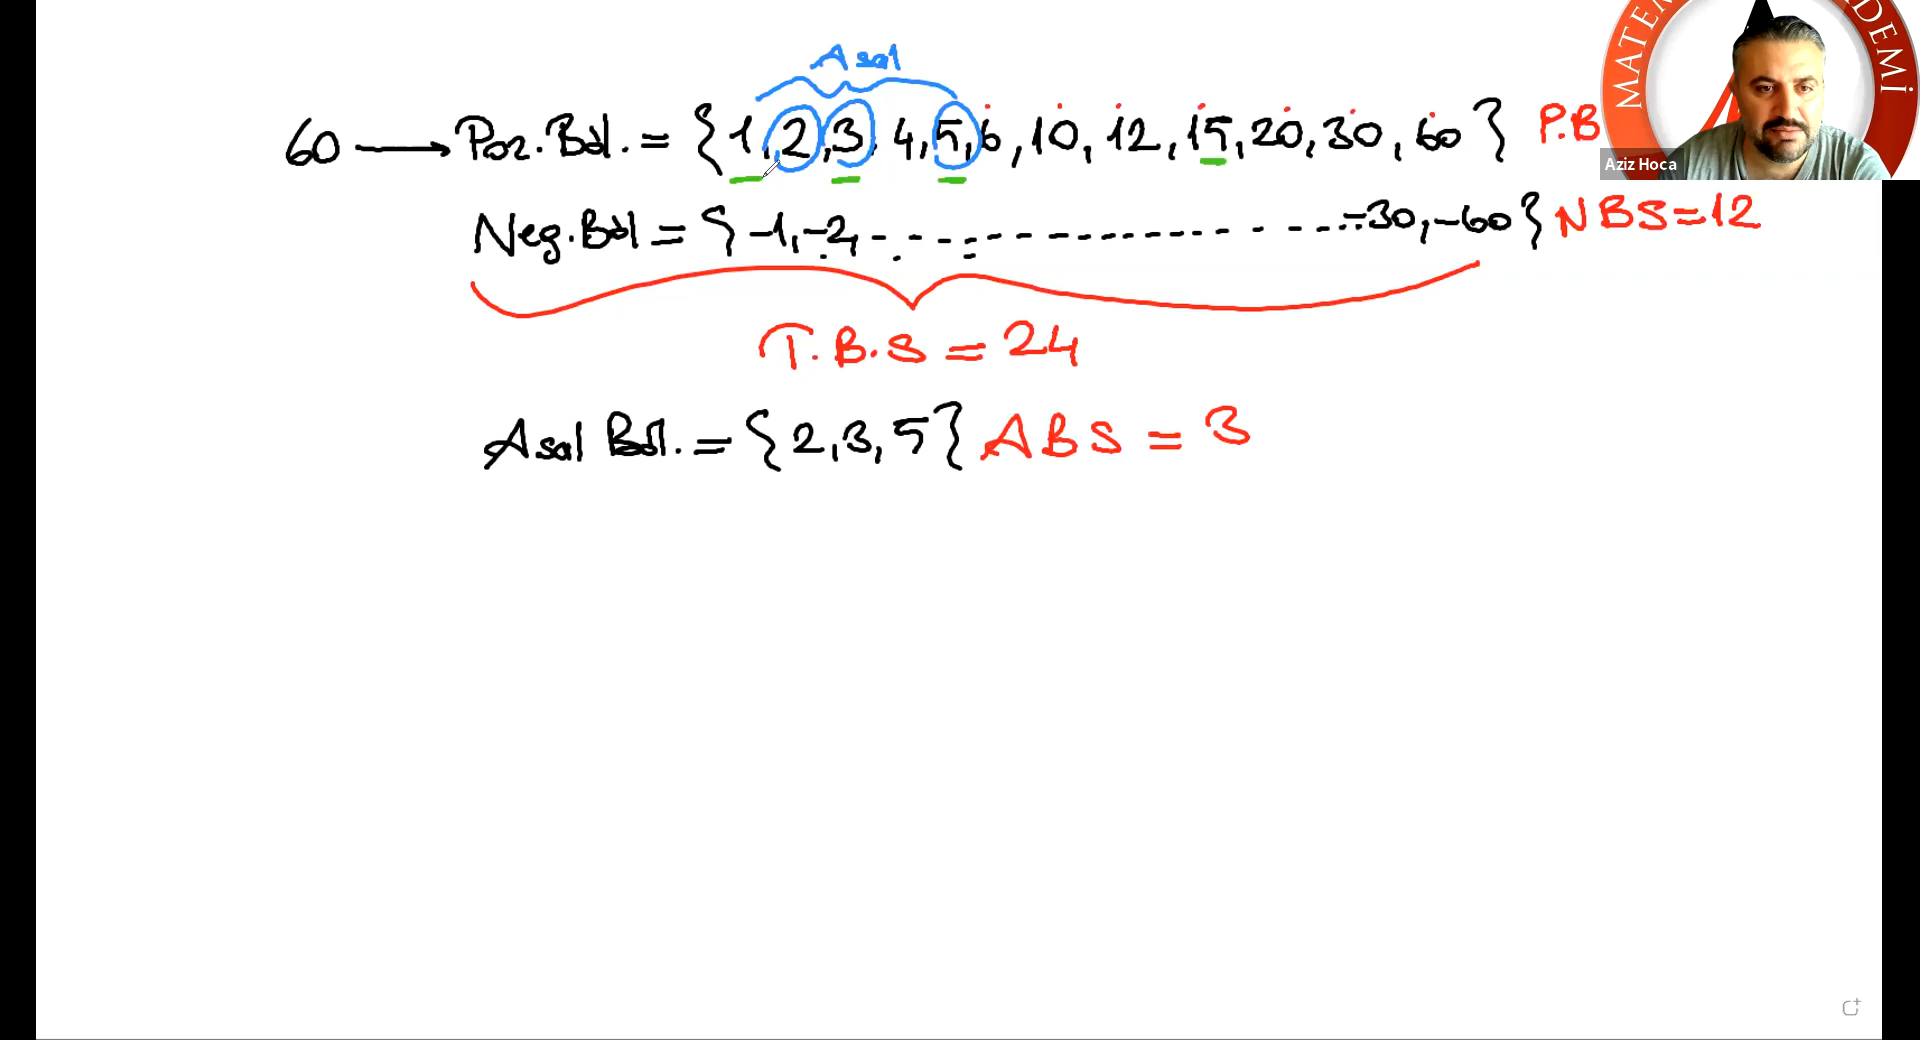 Asal
60 → Poz.Böl. = {1, 2, 3, 4, 5, 6, 10, 12, 15, 20, 30, 60} P.B
Neg.Böl = {-1, -2, - - - - - - - - - - - - - - - - - - -30, -60} NBS=12
T.B.S = 24
Asal Böl. = {2, 3, 5} ABS = 3
Aziz Hoca